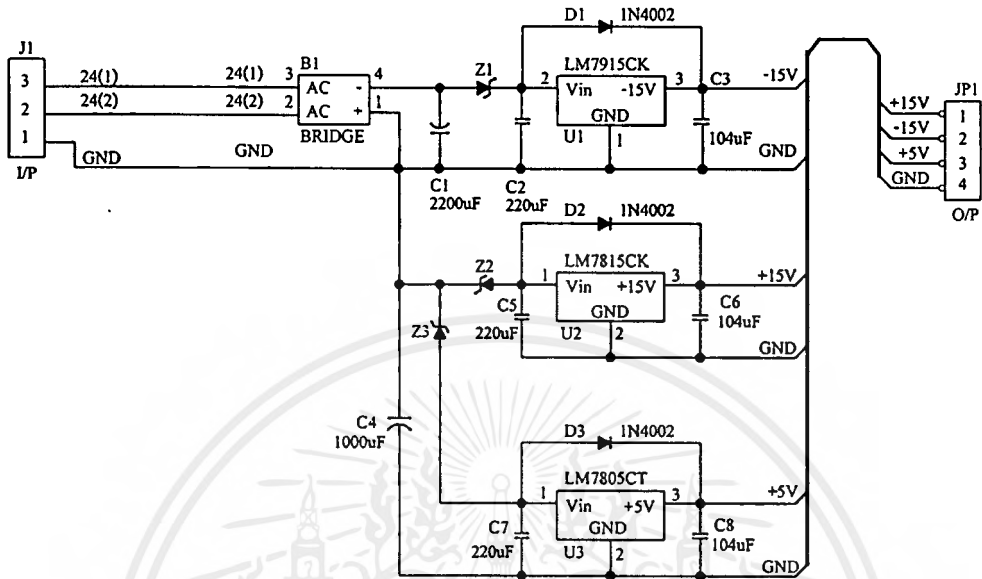 J1
3
2
1
I/P
24(1)
24(1)
24(2)
24(2)
GND
GND
B1
3
2
AC -
AC +
4
1
BRIDGE
Z1
C1
2200uF
C2
220uF
D1 1N4002
LM7915CK
2
Vin -15V
GND
3
U1
1
C3
104uF
-15V
GND
Z2
Z3
C4
1000uF
D2 1N4002
LM7815CK
1
Vin +15V
GND
3
U2
2
C5
220uF
C6
104uF
+15V
GND
D3 1N4002
LM7805CT
1
Vin +5V
GND
3
U3
2
C7
220uF
C8
104uF
+5V
GND
JP1
+15V 1
-15V 2
+5V 3
GND 4
O/P